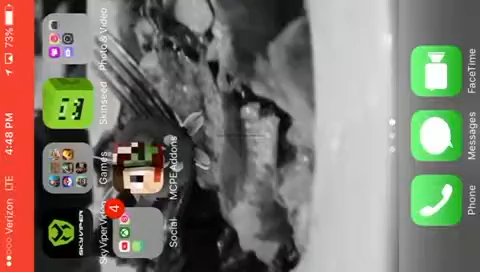 ●●○○○ Verizon LTE 4:48 PM 73%
SkyViper Video
Games
Skinseed
Photo & Video
SKYVIPER
4
Social
MCPE Addons
Phone
Messages
FaceTime